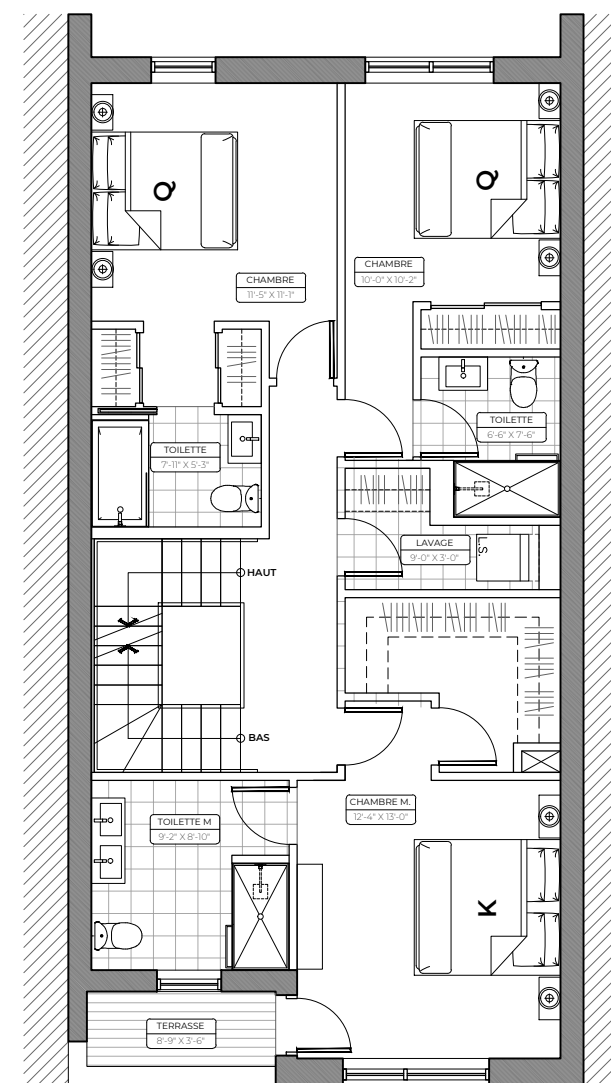 Q
Q
CHAMBRE
11'-5" X 11'-1"
CHAMBRE
10'-0" X 10'-2"
TOILETTE
7'-11" X 5'-3"
TOILETTE
6'-6" X 7'-6"
LAVAGE
9'-0" X 3'-0"
L.S.
HAUT
BAS
TOILETTE M
9'-2" X 8'-10"
CHAMBRE M.
12'-4" X 13'-0"
K
TERRASSE
8'-9" X 3'-6"